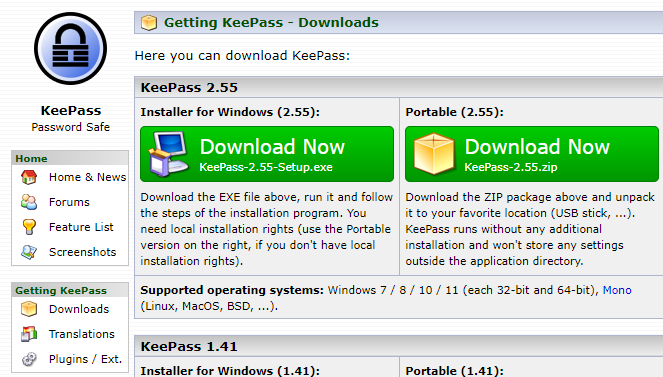 KeePass
Password Safe
Home
Home & News
Forums
Feature List
Screenshots
Getting KeePass
Downloads
Translations
Plugins / Ext.
Getting KeePass - Downloads
Here you can download KeePass:
KeePass 2.55
Installer for Windows (2.55):
Download Now
KeePass-2.55-Setup.exe
Download the EXE file above, run it and follow
the steps of the installation program. You
need local installation rights (use the Portable
version on the right, if you don't have local
installation rights).
Portable (2.55):
Download Now
KeePass-2.55.zip
Download the ZIP package above and unpack
it to your favorite location (USB stick, ...).
KeePass runs without any additional
installation and won't store any settings
outside the application directory.
Supported operating systems: Windows 7 / 8 / 10 / 11 (each 32-bit and 64-bit), Mono
(Linux, MacOS, BSD, ...).
KeePass 1.41
Installer for Windows (1.41):
Portable (1.41):